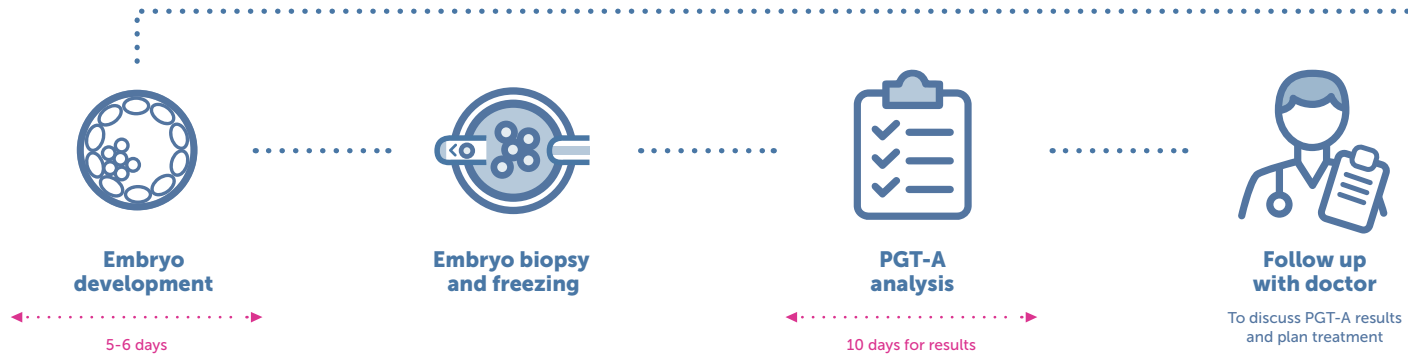 Embryo
development
5-6 days
Embryo biopsy
and freezing
PGT-A
analysis
10 days for results
Follow up
with doctor
To discuss PGT-A results
and plan treatment